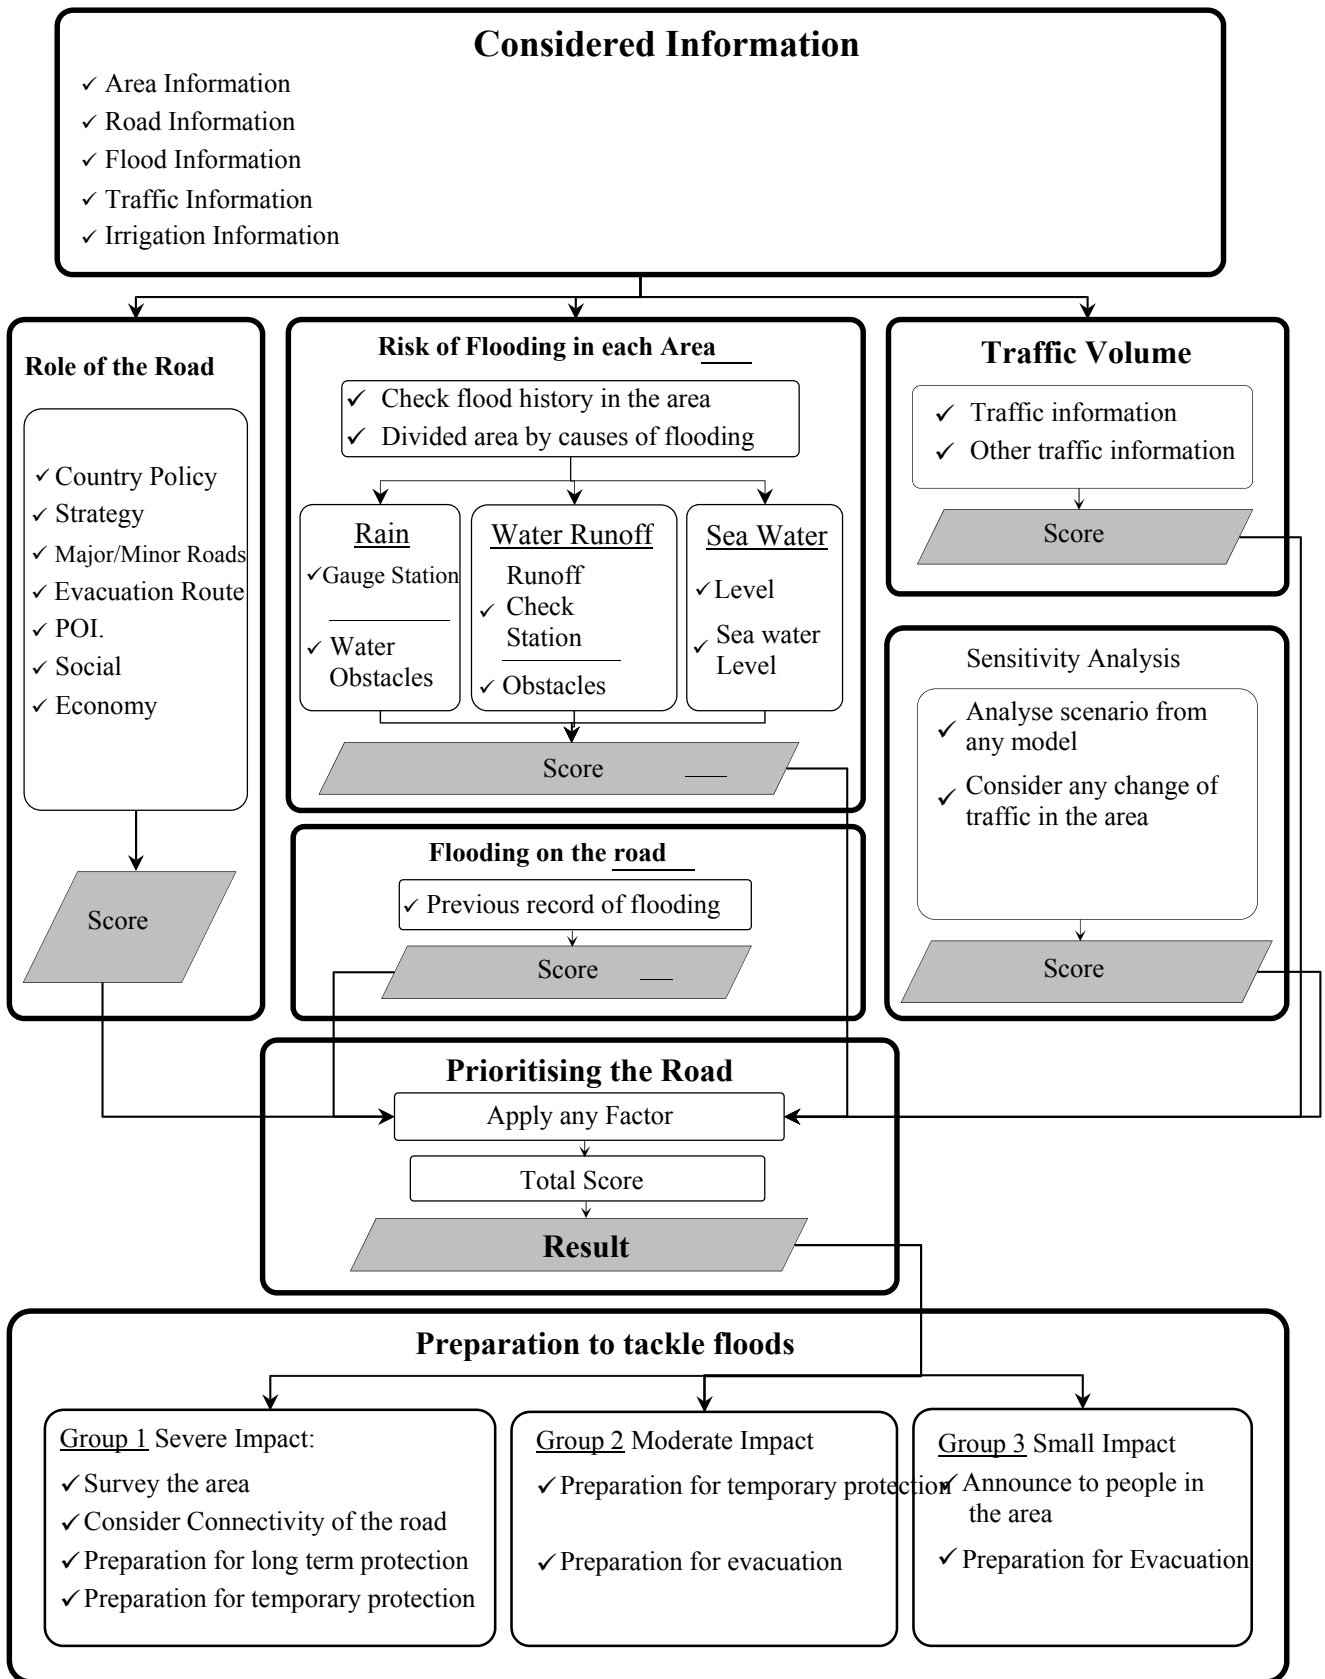 Considered Information
✓ Area Information
✓ Road Information
✓ Flood Information
✓ Traffic Information
✓ Irrigation Information
Role of the Road
✓ Country Policy
✓ Strategy
✓ Major/Minor Roads
✓ Evacuation Route
✓ POI.
✓ Social
✓ Economy
Score
Risk of Flooding in each Area
✓ Check flood history in the area
✓ Divided area by causes of flooding
Rain
✓ Gauge Station
✓ Water
Obstacles
Water Runoff
Runoff
✓ Check
Station
✓ Obstacles
Sea Water
✓ Level
✓ Sea water
Level
Score
Flooding on the road
✓ Previous record of flooding
Score
Traffic Volume
✓ Traffic information
✓ Other traffic information
Score
Sensitivity Analysis
✓ Analyse scenario from
any model
✓ Consider any change of
traffic in the area
Score
Prioritising the Road
Apply any Factor
Total Score
Result
Preparation to tackle floods
Group 1 Severe Impact:
✓ Survey the area
✓ Consider Connectivity of the road
✓ Preparation for long term protection
✓ Preparation for temporary protection
Group 2 Moderate Impact
✓ Preparation for temporary protection
✓ Preparation for evacuation
Group 3 Small Impact
✓ Announce to people in
the area
✓ Preparation for Evacuation